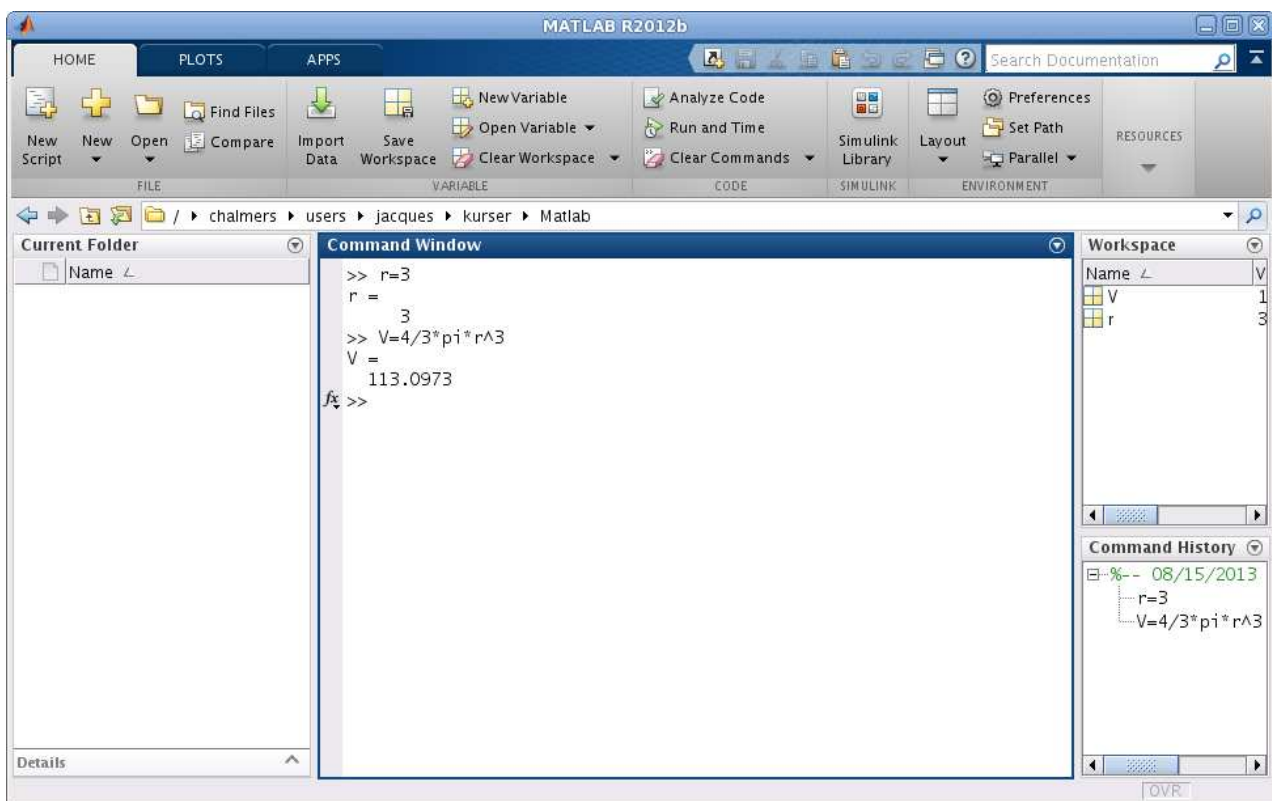 MATLAB R2012b
HOME PLOTS APPS Search Documentation
New Script
New
Open
Find Files
Compare
FILE
Import Data
Save Workspace
New Variable
Open Variable
Clear Workspace
VARIABLE
Analyze Code
Run and Time
Clear Commands
CODE
Simulink Library
SIMULINK
Layout
Preferences
Set Path
Parallel
ENVIRONMENT
RESOURCES
/ chalmers users jacques kurser Matlab
Current Folder
Name
Details
Command Window
>> r=3
r =
3
>> V=4/3*pi*r^3
V =
113.0973
fx >>
Workspace
Name V
V 1
r 3
Command History
%-- 08/15/2013
r=3
V=4/3*pi*r^3
OVR